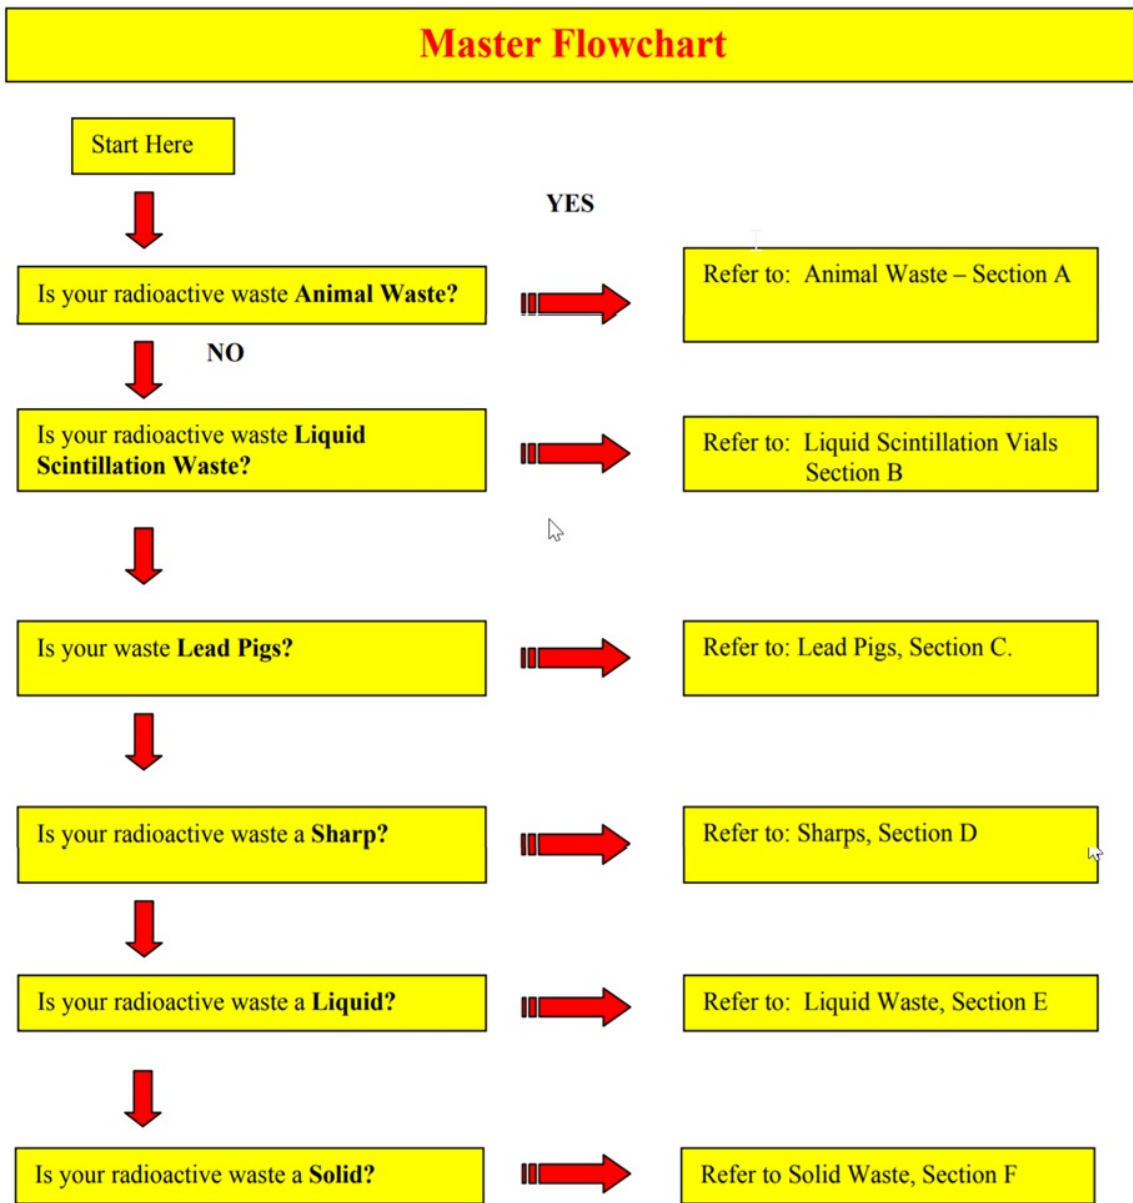 Master Flowchart
Start Here
YES
Is your radioactive waste Animal Waste?
Refer to: Animal Waste – Section A
NO
Is your radioactive waste Liquid
Scintillation Waste?
Refer to: Liquid Scintillation Vials
Section B
Is your waste Lead Pigs?
Refer to: Lead Pigs, Section C.
Is your radioactive waste a Sharp?
Refer to: Sharps, Section D
Is your radioactive waste a Liquid?
Refer to: Liquid Waste, Section E
Is your radioactive waste a Solid?
Refer to Solid Waste, Section F